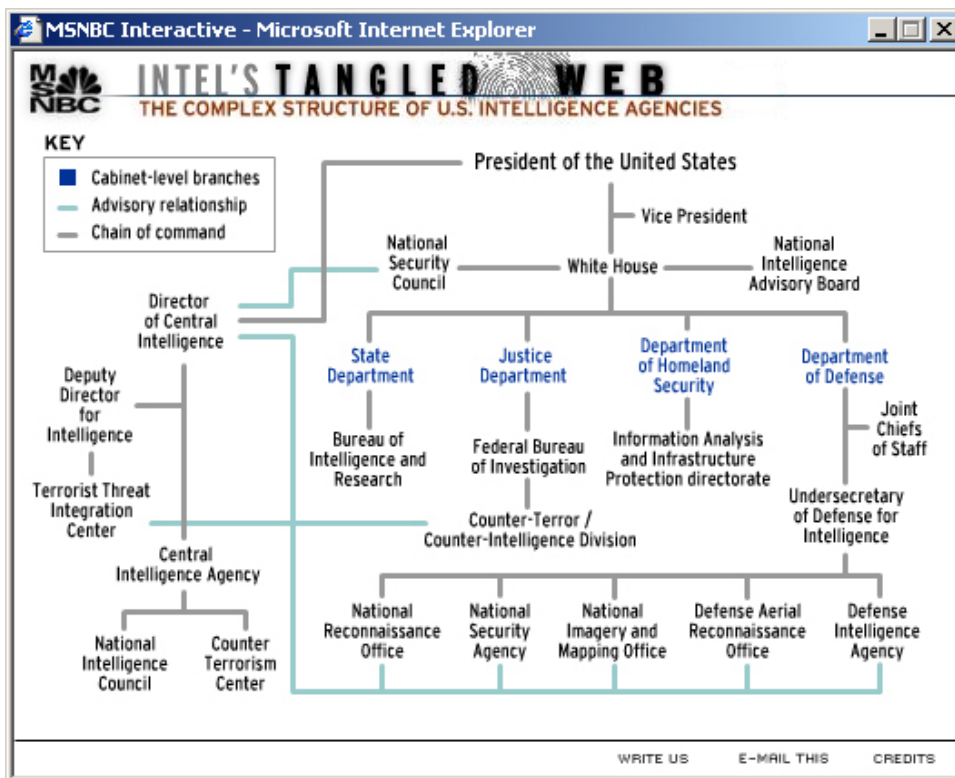 MSNBC Interactive - Microsoft Internet Explorer
MSNBC
INTEL'S TANGLED WEB
THE COMPLEX STRUCTURE OF U.S. INTELLIGENCE AGENCIES
KEY
Cabinet-level branches
Advisory relationship
Chain of command
President of the United States
Vice President
National
Security
Council
White House
National
Intelligence
Advisory Board
Director
of Central
Intelligence
State
Department
Justice
Department
Department
of Homeland
Security
Department
of Defense
Deputy
Director
for
Intelligence
Joint
Chiefs
of Staff
Bureau of
Intelligence and
Research
Federal Bureau
of Investigation
Information Analysis
and Infrastructure
Protection directorate
Terrorist Threat
Integration
Center
Undersecretary
of Defense for
Intelligence
Counter-Terror /
Counter-Intelligence Division
Central
Intelligence Agency
National
Reconnaissance
Office
National
Security
Agency
National
Imagery and
Mapping Office
Defense Aerial
Reconnaissance
Office
Defense
Intelligence
Agency
National
Intelligence
Council
Counter
Terrorism
Center
WRITE US
E-MAIL THIS
CREDITS